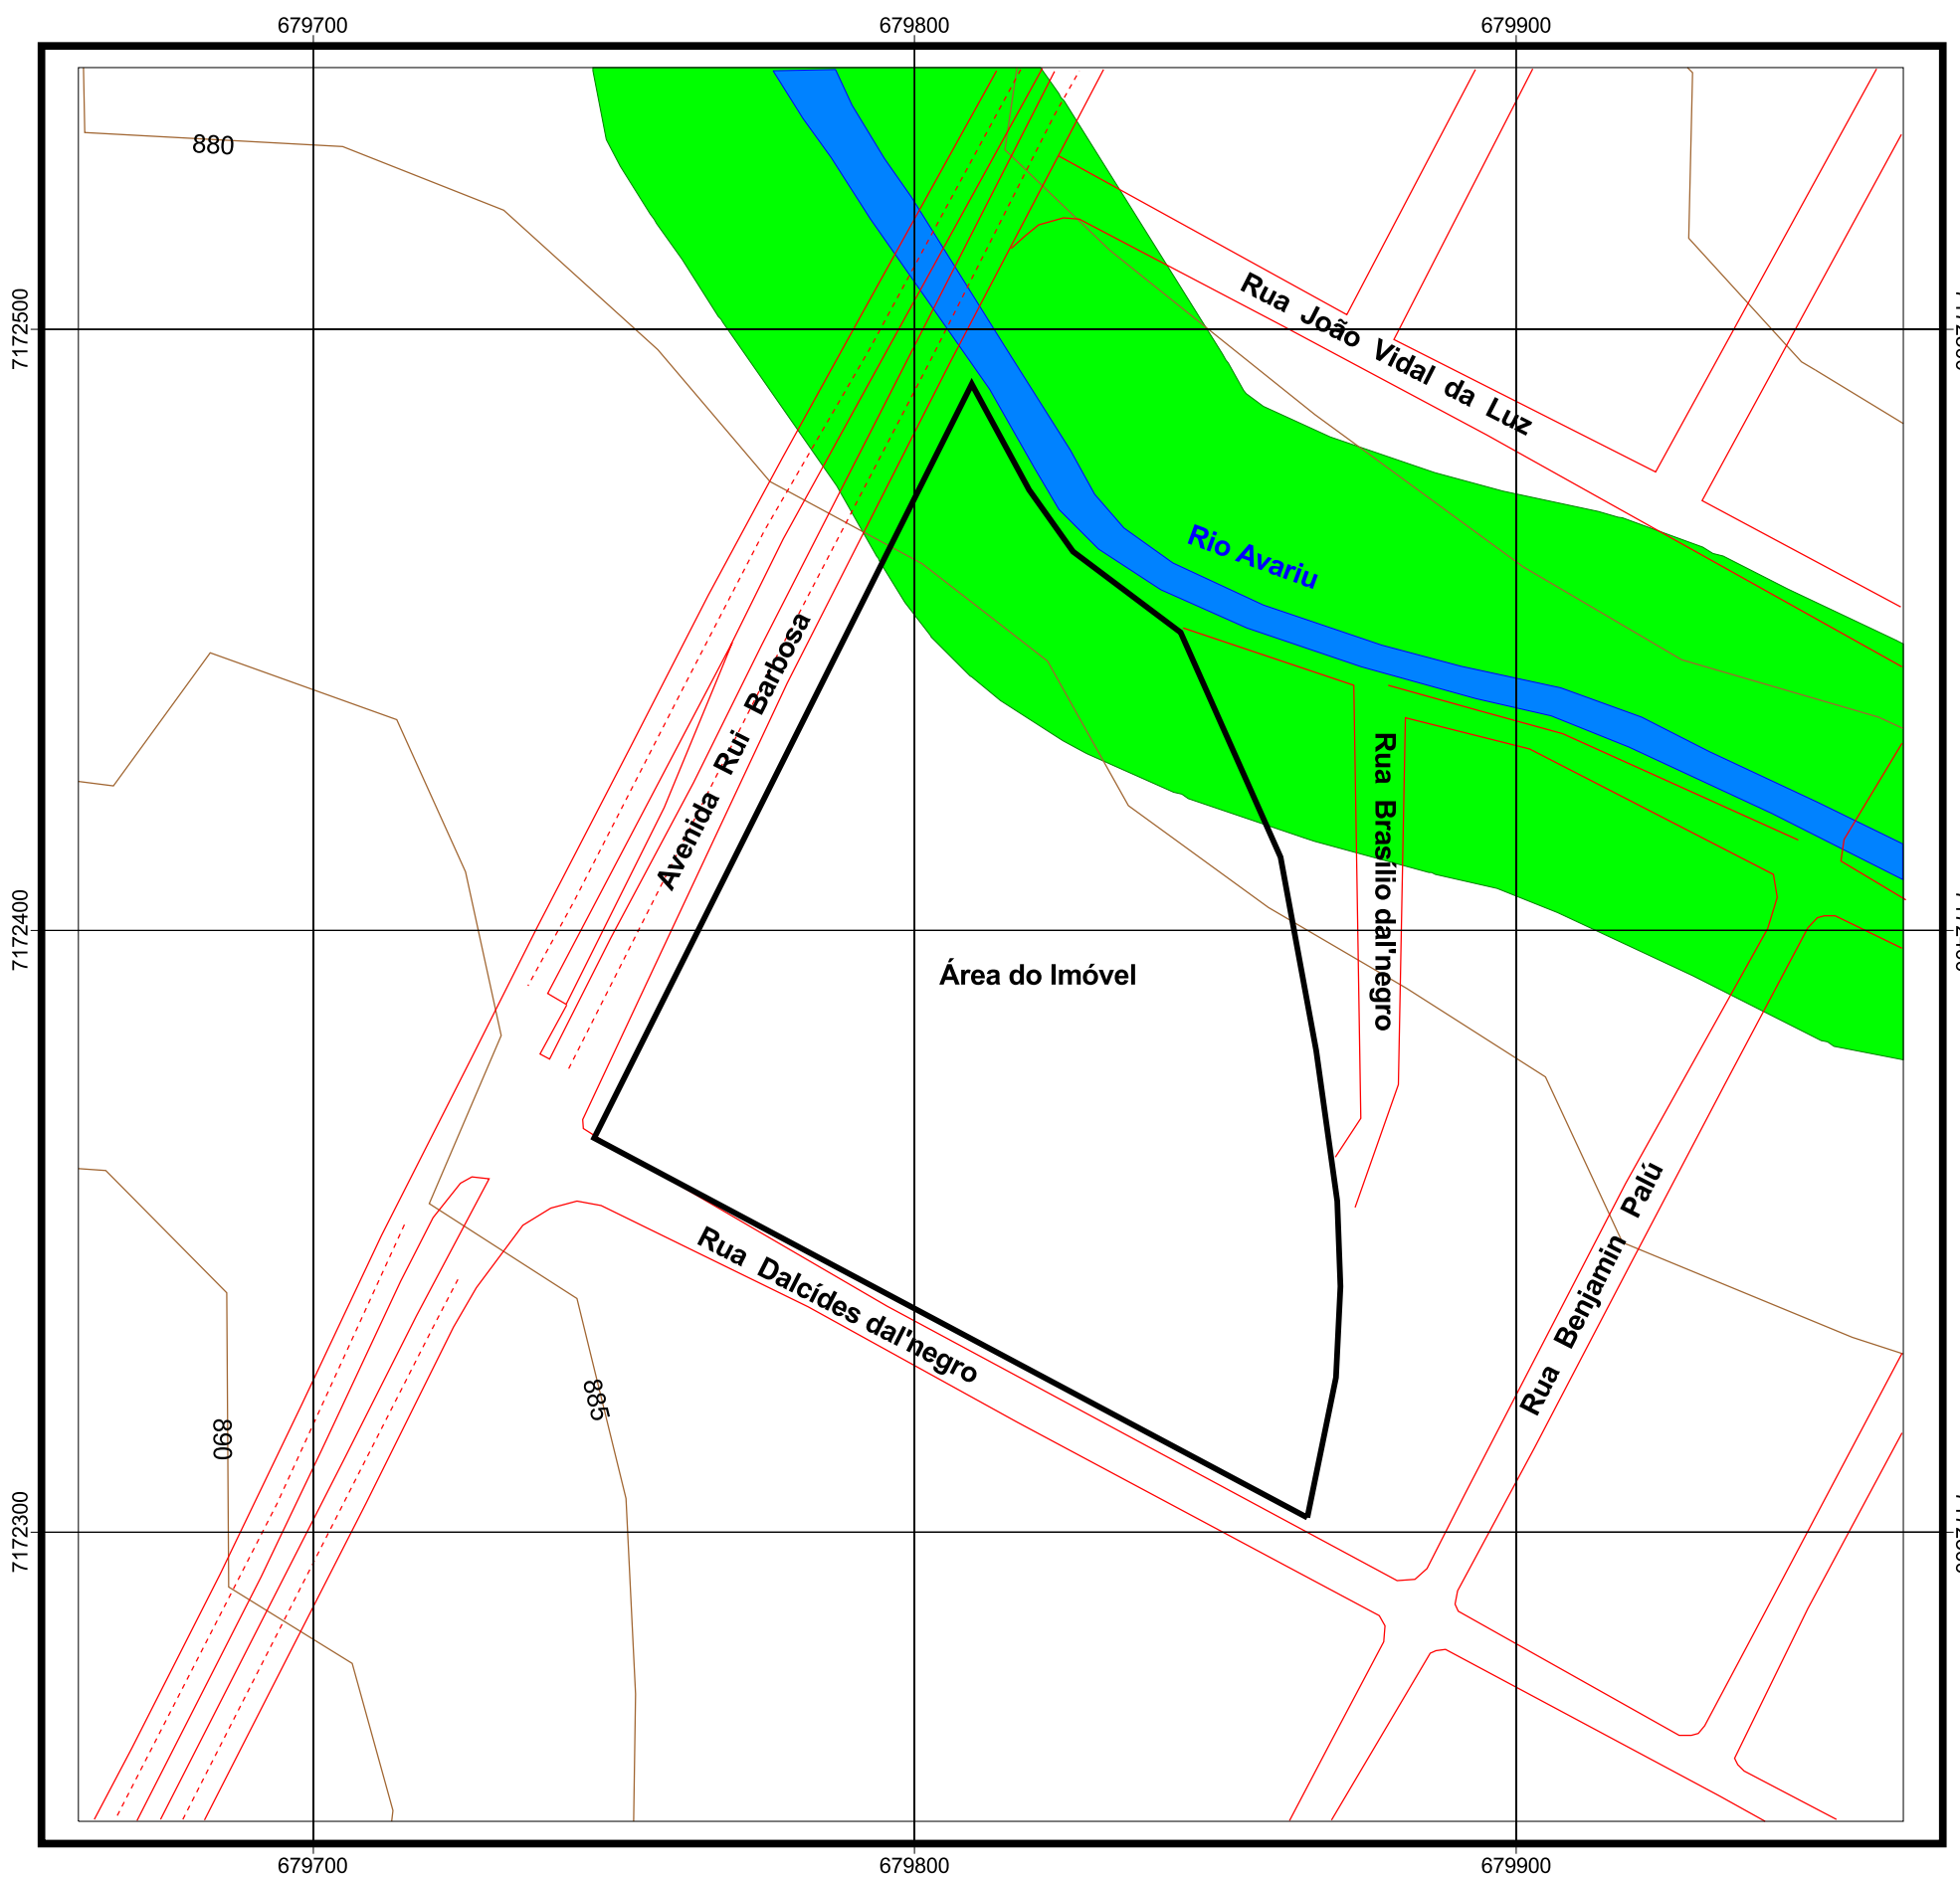 679700
679800
679900
880
7172500
Rua João Vidal da Luz
Rio Avariu
Avenida Rui Barbosa
Rua Brasílio dal'negro
7172400
Área do Imóvel
Rua Benjamin Palú
Rua Dalcídes dal'negro
885
890
7172300
679700
679800
679900